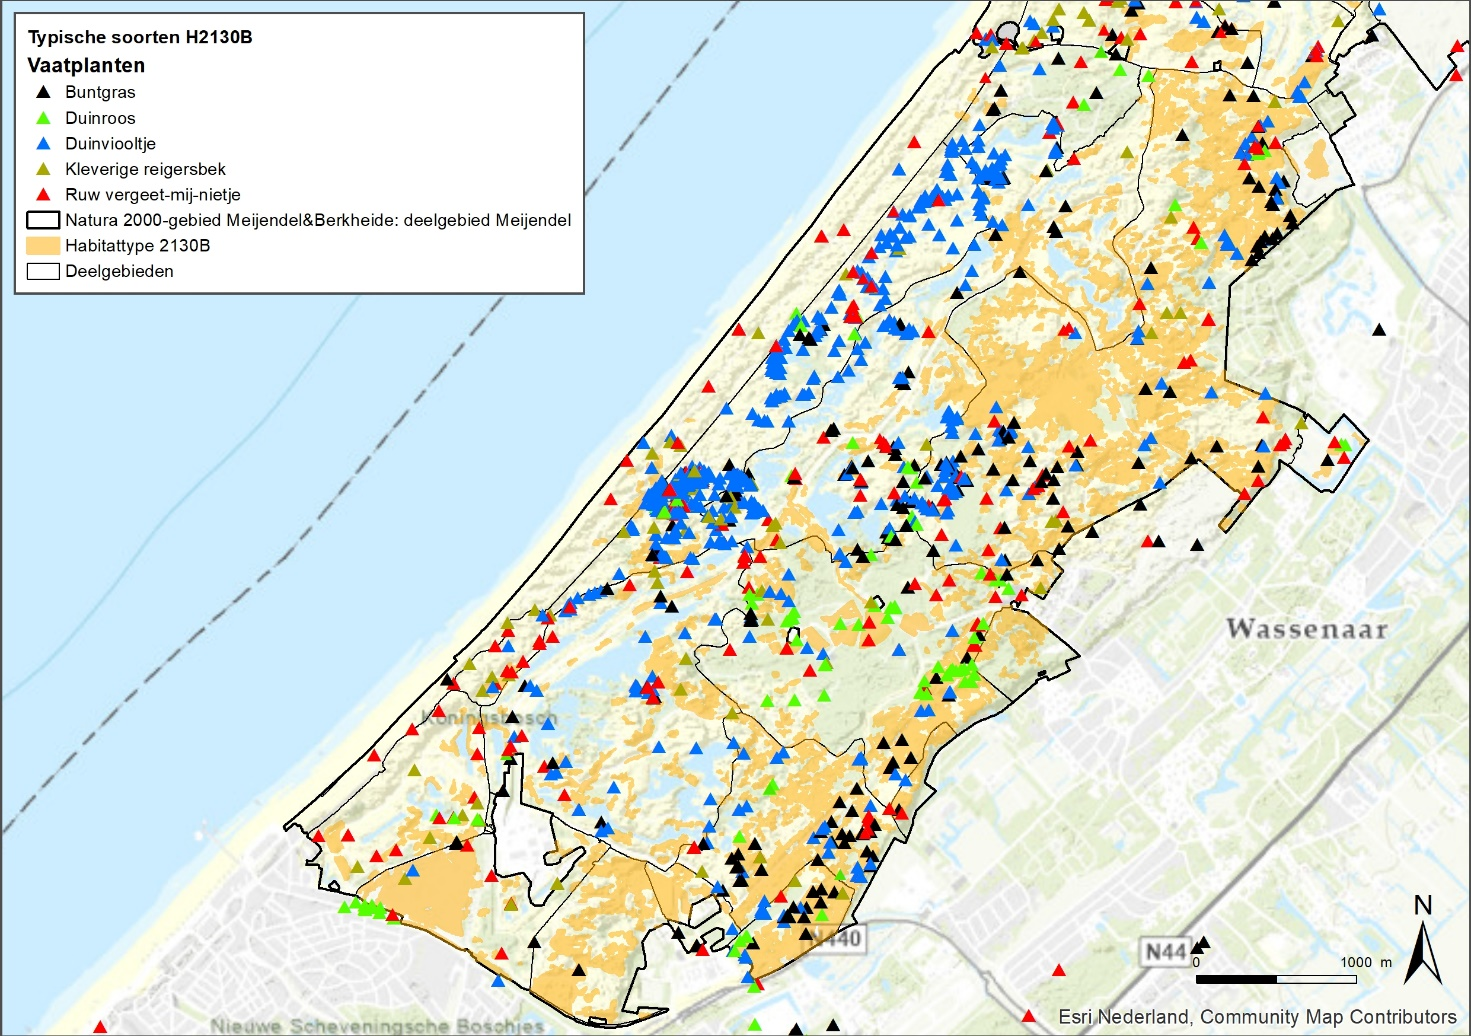 Typische soorten H2130B
Vaatplanten
Buntgras
Duinroos
Duinviooltje
Kleverige reigersbek
Ruw vergeet-mij-nietje
Natura 2000-gebied Meijendel&Berkheide: deelgebied Meijendel
Habitattype 2130B
Deelgebieden
Wassenaar
Koningsbosch
N
N440
N44
0 1000 m
Esri Nederland, Community Map Contributors
Nieuwe Scheveningsche Boschjes